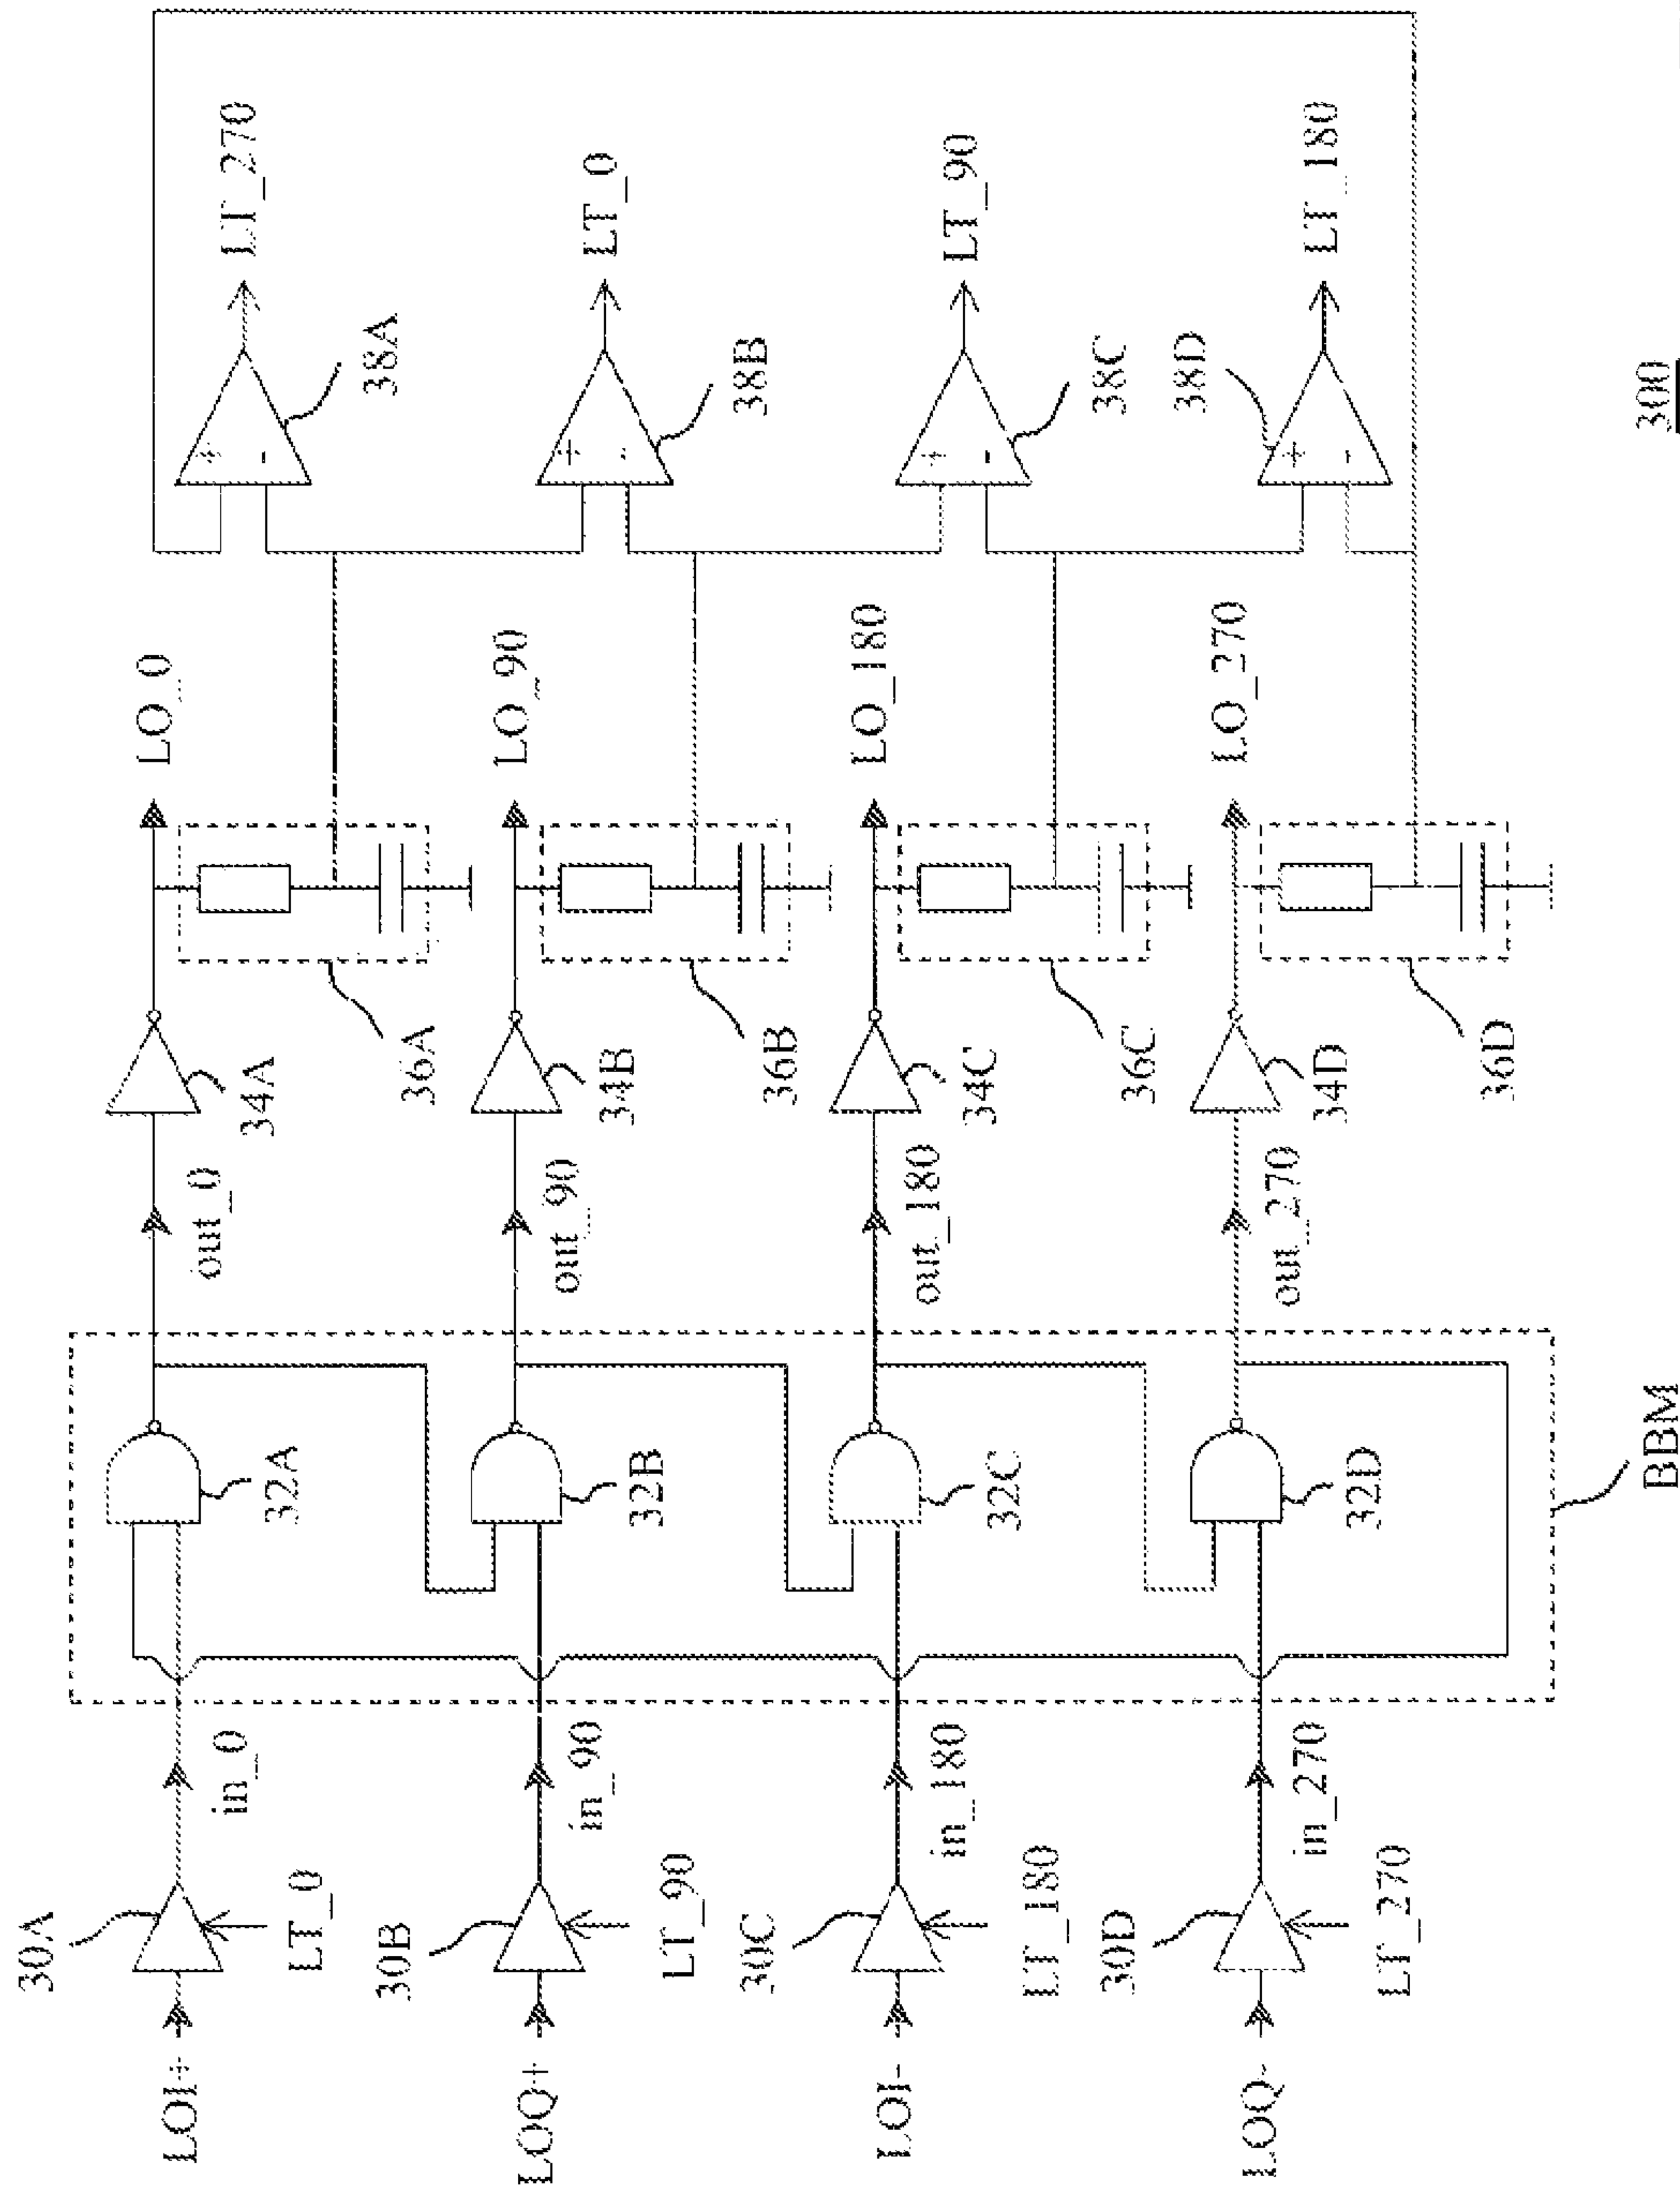 LOI+
30A
LT_0
in_0
32A
out_0
34A
36A
LO_0
38A
LT_270
LOQ+
30B
LT_90
in_90
32B
out_90
34B
36B
LO_90
38B
LT_0
LOI-
30C
LT_180
in_180
32C
out_180
34C
36C
LO_180
38C
LT_90
LOQ-
30D
LT_270
in_270
32D
out_270
34D
36D
LO_270
38D
LT_180
+
-
+
-
+
-
+
-
BBM
300